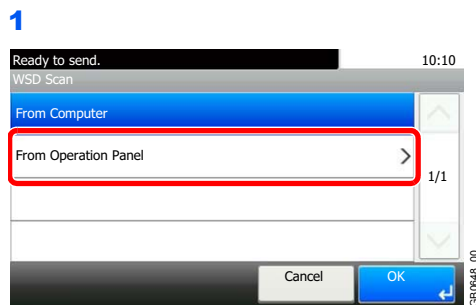 1
Ready to send. 10:10
WSD Scan
From Computer
From Operation Panel
1/1
Cancel OK